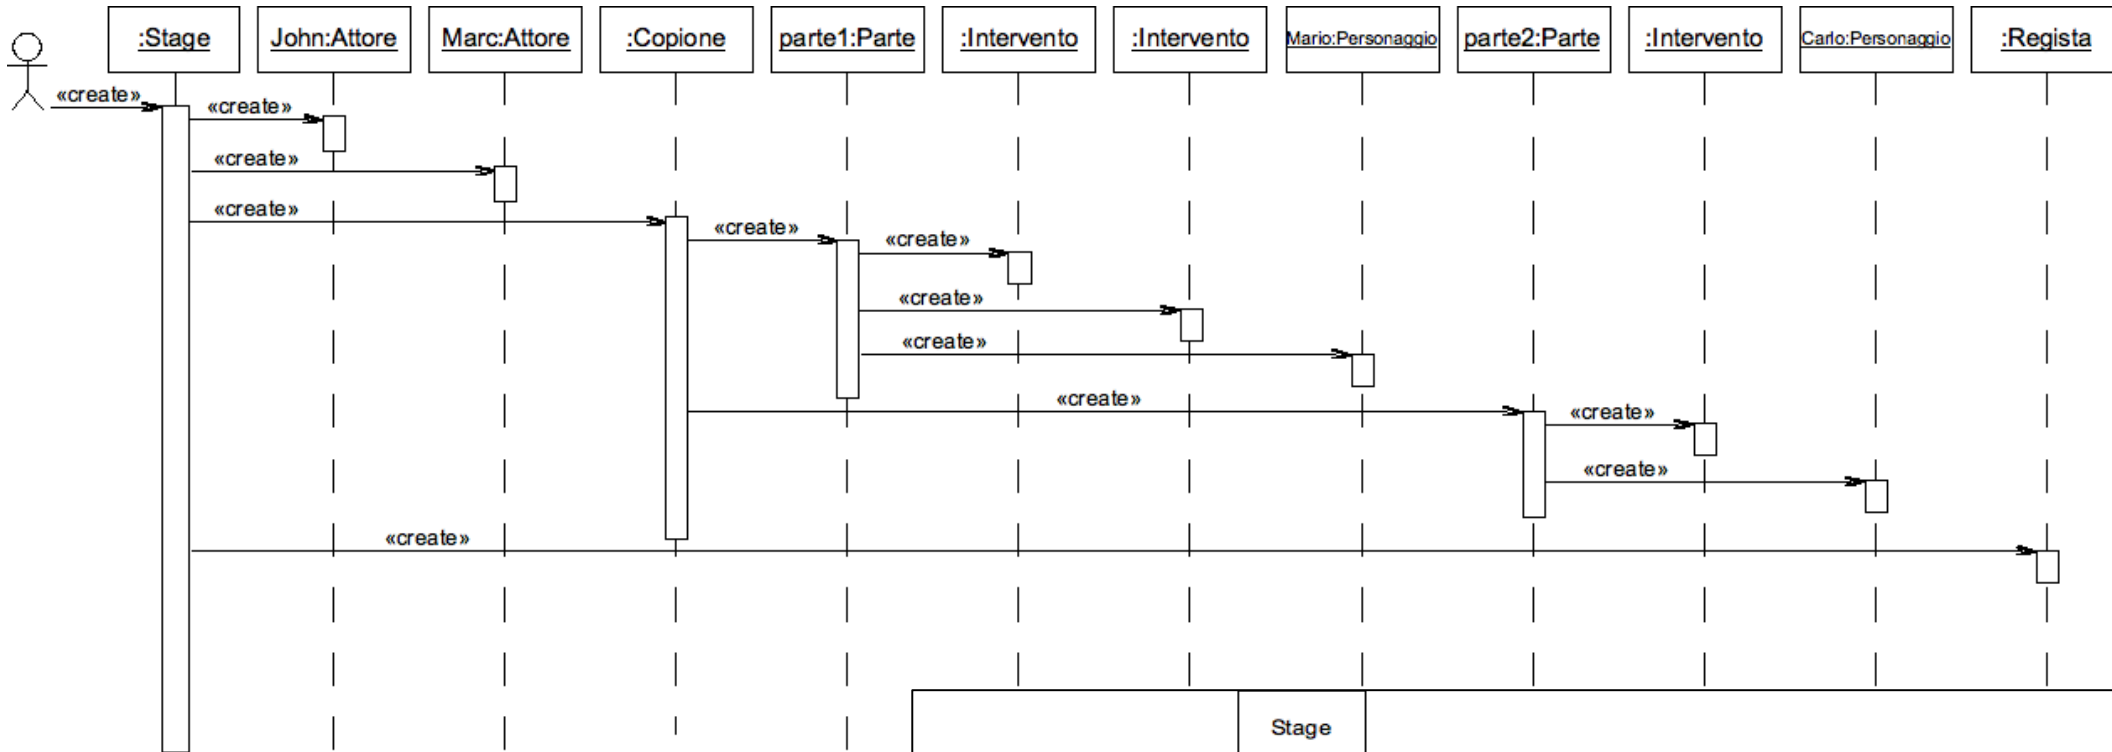 :Stage
John:Attore
Marc:Attore
:Copione
parte1:Parte
:Intervento
:Intervento
Mario:Personaggio
parte2:Parte
:Intervento
Carlo:Personaggio
:Regista
«create»
«create»
«create»
«create»
«create»
«create»
«create»
«create»
«create»
«create»
«create»
«create»
Stage